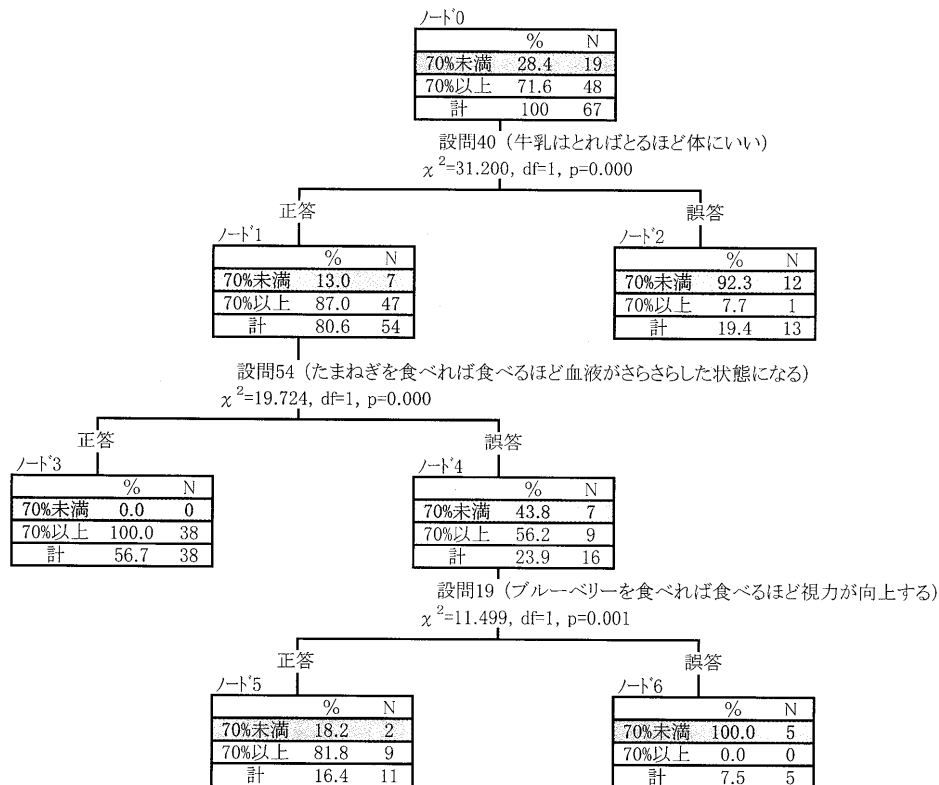 ノード0
% N
70%未満 28.4 19
70%以上 71.6 48
計 100 67
設問40（牛乳はとればとるほど体にいい）
χ²=31.200, df=1, p=0.000
正答
誤答
ノード1
% N
70%未満 13.0 7
70%以上 87.0 47
計 80.6 54
ノード2
% N
70%未満 92.3 12
70%以上 7.7 1
計 19.4 13
設問54（たまねぎを食べれば食べるほど血液がさらさらした状態になる）
χ²=19.724, df=1, p=0.000
正答
誤答
ノード3
% N
70%未満 0.0 0
70%以上 100.0 38
計 56.7 38
ノード4
% N
70%未満 43.8 7
70%以上 56.2 9
計 23.9 16
設問19（ブルーベリーを食べれば食べるほど視力が向上する）
χ²=11.499, df=1, p=0.001
正答
誤答
ノード5
% N
70%未満 18.2 2
70%以上 81.8 9
計 16.4 11
ノード6
% N
70%未満 100.0 5
70%以上 0.0 0
計 7.5 5